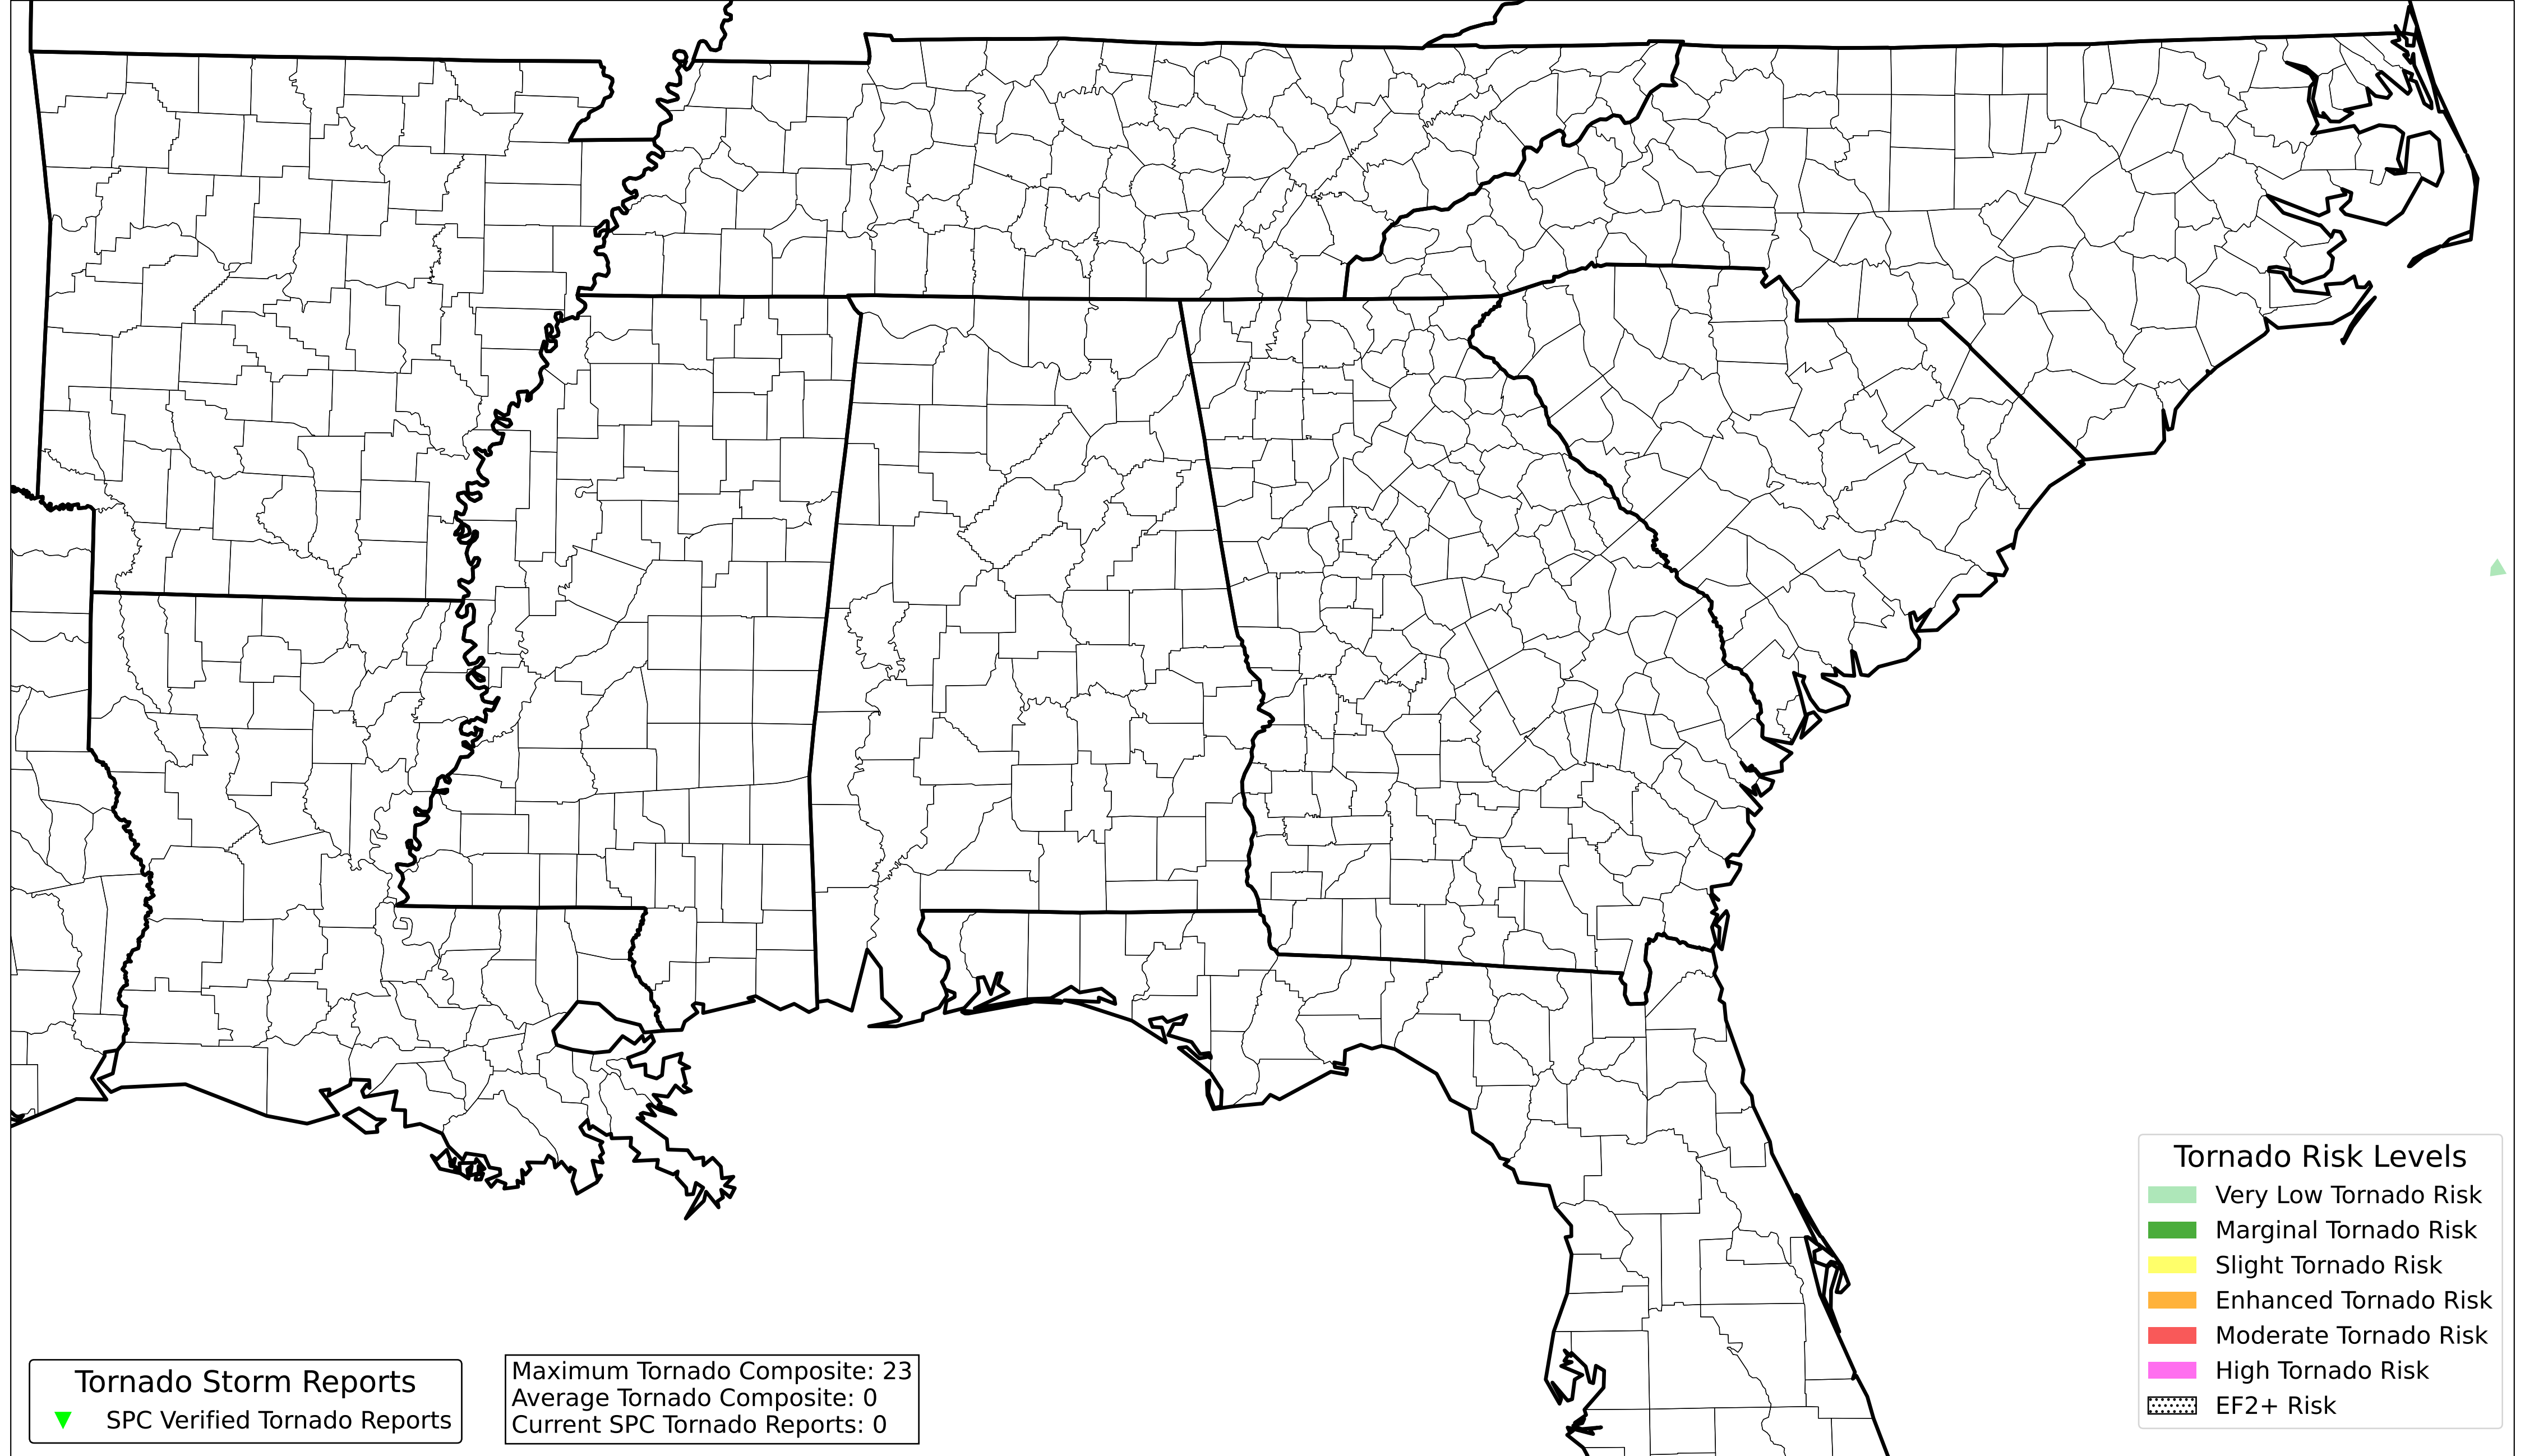 Tornado Risk Levels
Very Low Tornado Risk
Marginal Tornado Risk
Slight Tornado Risk
Enhanced Tornado Risk
Moderate Tornado Risk
High Tornado Risk
EF2+ Risk
Tornado Storm Reports
SPC Verified Tornado Reports
Maximum Tornado Composite: 23
Average Tornado Composite: 0
Current SPC Tornado Reports: 0